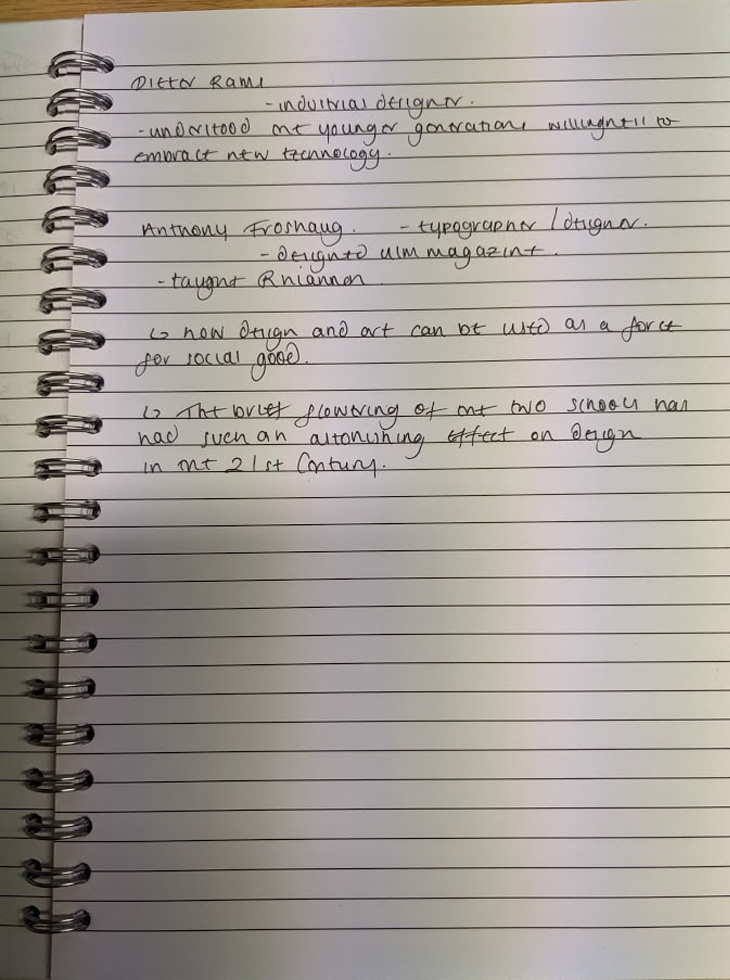 Dieter Rams
- industrial designer.
- understood the younger generations willingness to
embrace new technology.
Anthony Froshaug. - typographer / designer.
- designed ulm magazine.
- taught Rhiannon
↳ how design and art can be used as a force
for social good.
↳ The brief flowering of the two schools has
had such an astonishing effect on design
in the 21st Century.